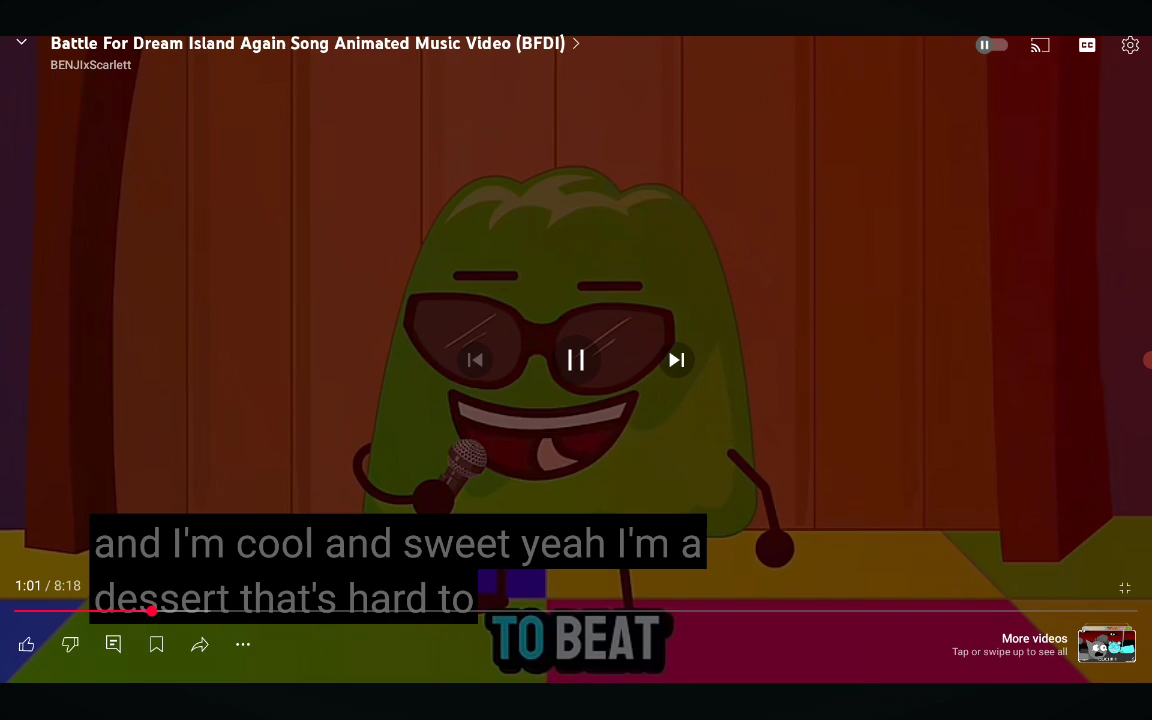 Battle For Dream Island Again Song Animated Music Video (BFDI)
BENJIxScarlett
CC
and I'm cool and sweet yeah I'm a
dessert that's hard to
TO BEAT
1:01 / 8:18
More videos
Tap or swipe up to see all